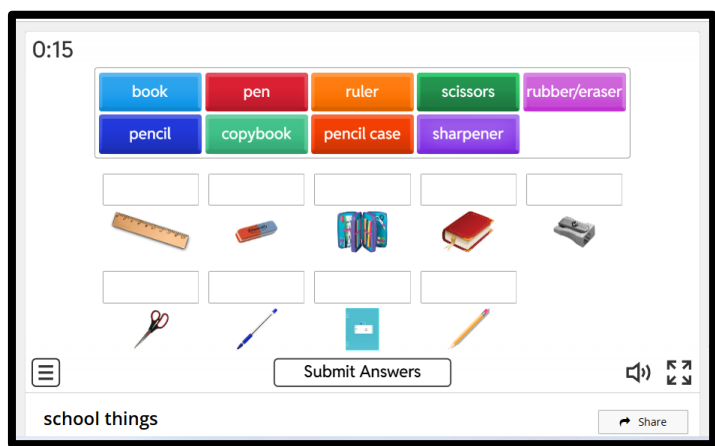 0:15
book pen ruler scissors rubber/eraser
pencil copybook pencil case sharpener
Submit Answers
school things
Share